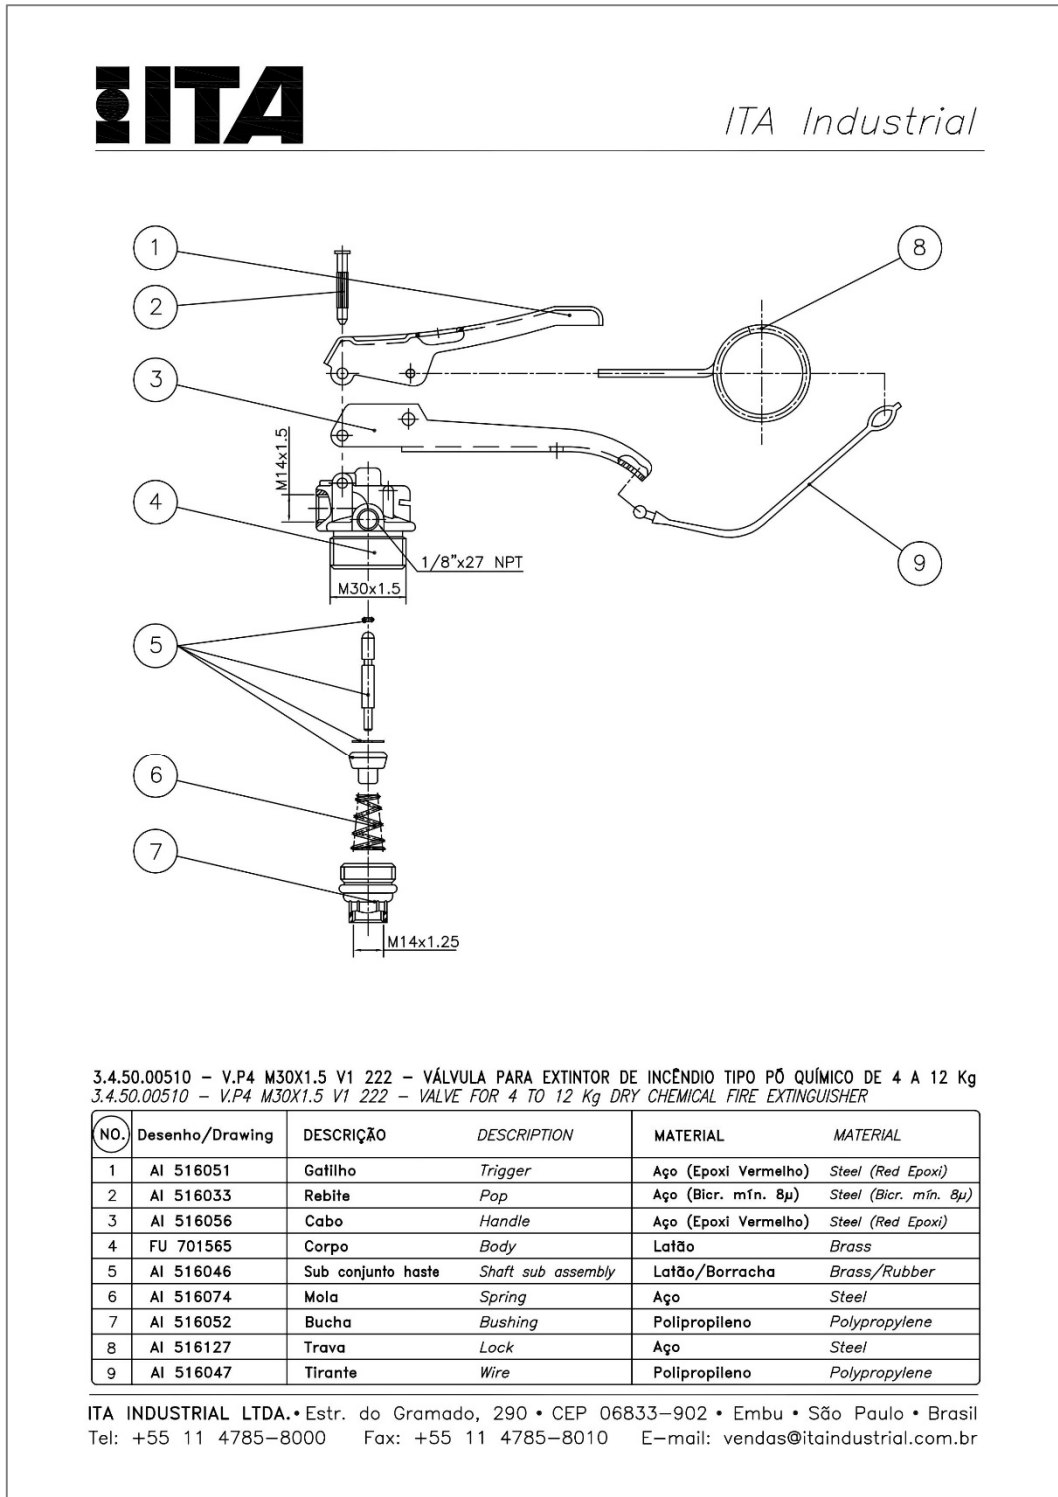 ITA
ITA Industrial
1
2
3
4
5
6
7
8
9
M14x1.5
1/8"x27 NPT
M30x1.5
M14x1.25
3.4.50.00510 – V.P4 M30X1.5 V1 222 – VÁLVULA PARA EXTINTOR DE INCÊNDIO TIPO PÕ QUÍMICO DE 4 A 12 Kg
3.4.50.00510 – V.P4 M30X1.5 V1 222 – VALVE FOR 4 TO 12 Kg DRY CHEMICAL FIRE EXTINGUISHER
NO. Desenho/Drawing DESCRIÇÃO DESCRIPTION MATERIAL MATERIAL
1 AI 516051 Gatilho Trigger Aço (Epoxi Vermelho) Steel (Red Epoxi)
2 AI 516033 Rebite Pop Aço (Bicr. mín. 8µ) Steel (Bicr. mín. 8µ)
3 AI 516056 Cabo Handle Aço (Epoxi Vermelho) Steel (Red Epoxi)
4 FU 701565 Corpo Body Latão Brass
5 AI 516046 Sub conjunto haste Shaft sub assembly Latão/Borracha Brass/Rubber
6 AI 516074 Mola Spring Aço Steel
7 AI 516052 Bucha Bushing Polipropileno Polypropylene
8 AI 516127 Trava Lock Aço Steel
9 AI 516047 Tirante Wire Polipropileno Polypropylene
ITA INDUSTRIAL LTDA.• Estr. do Gramado, 290 • CEP 06833–902 • Embu • São Paulo • Brasil
Tel: +55 11 4785–8000 Fax: +55 11 4785–8010 E–mail: vendas@itaindustrial.com.br